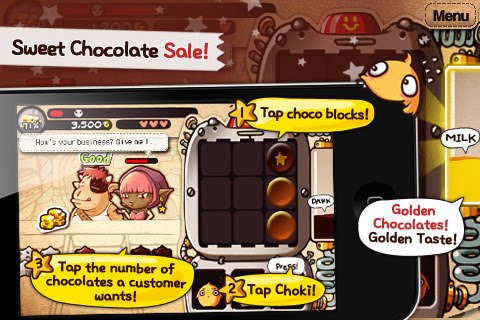 Menu
Sweet Chocolate Sale!
3,500
How's your business? Give me 1.
Good
1 Tap choco blocks!
MILK
DARK
Golden
Chocolates!
Golden Taste!
Press!
3 Tap the number of
chocolates a customer
wants!
2 Tap Choki!